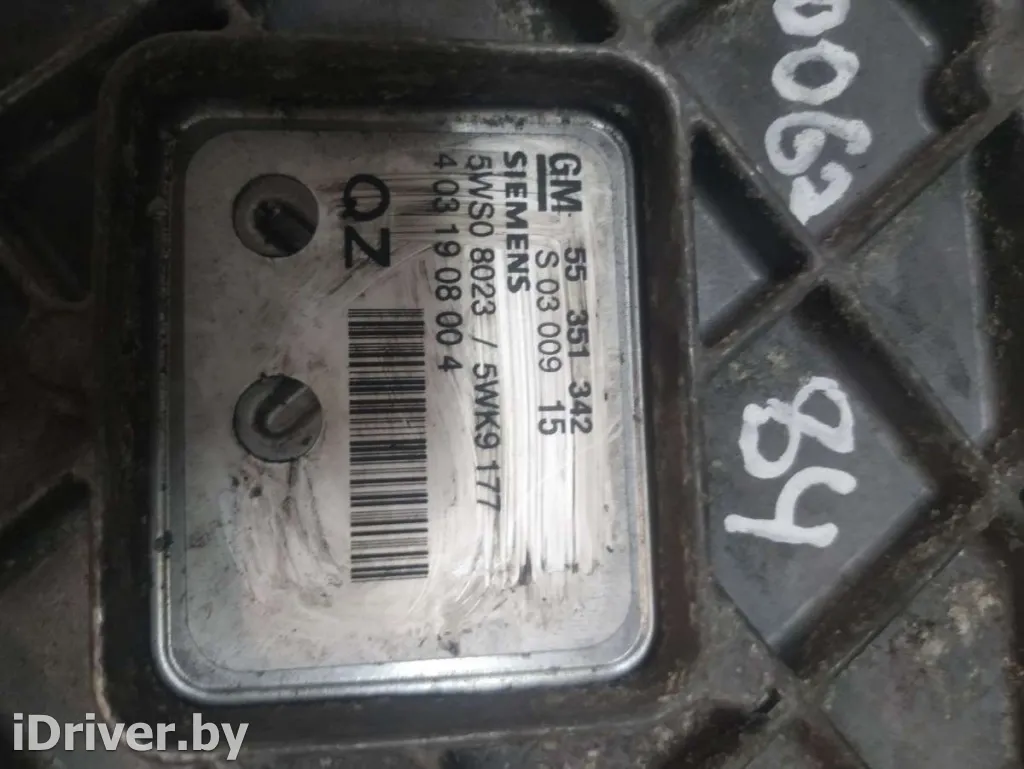 GM 55 351 342
S 03 009 15
SIEMENS
5WS0 8023 / 5WK9 177
4 03 19 08 00 4
QZ
84
iDriver.by